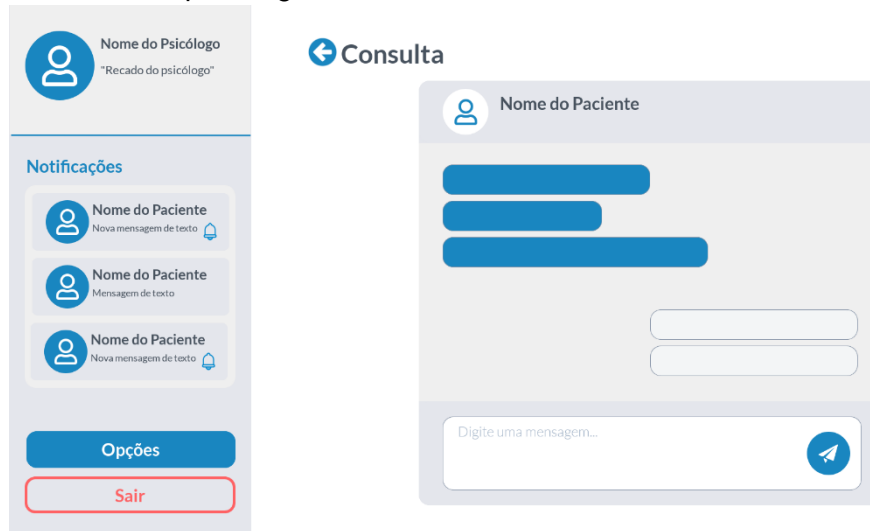 Nome do Psicólogo
"Recado do psicólogo"
Notificações
Nome do Paciente
Nova mensagem de texto
Nome do Paciente
Mensagem de texto
Nome do Paciente
Nova mensagem de texto
Opções
Sair
Consulta
Nome do Paciente
Digite uma mensagem...